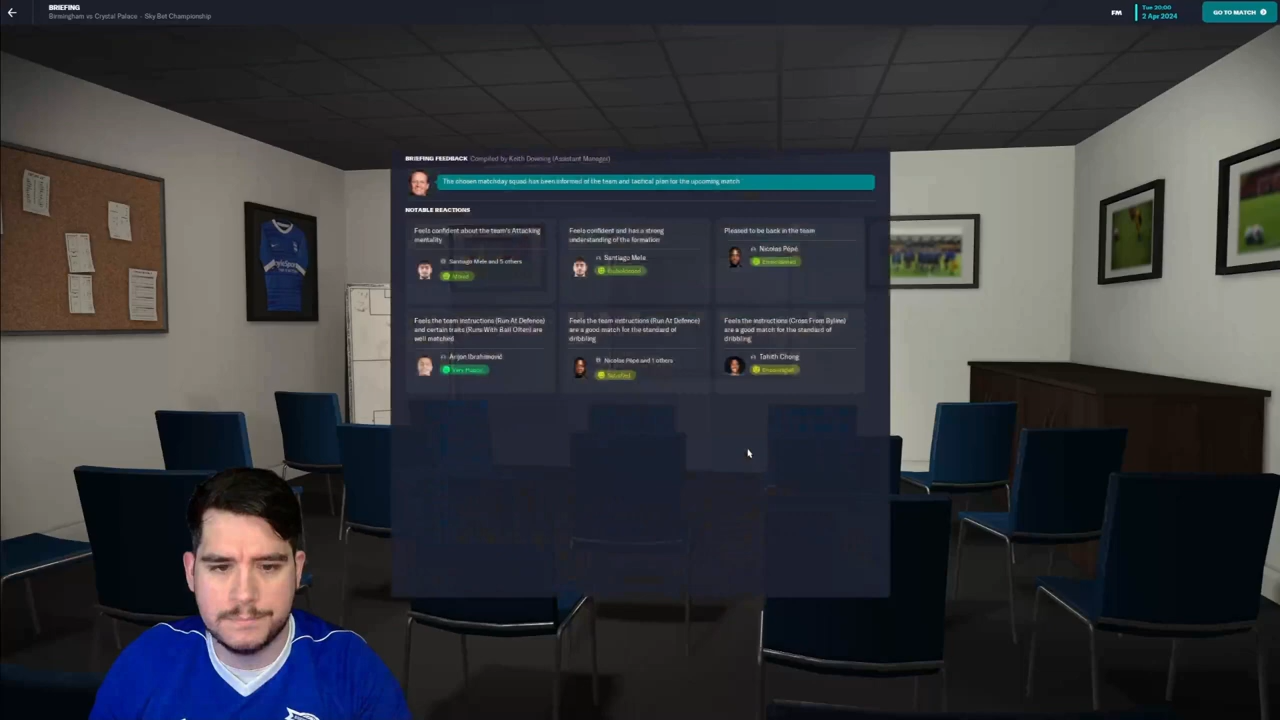 BRIEFING
Birmingham vs Crystal Palace - Sky Bet Championship
FM
Tue 20:00
2 Apr 2024
GO TO MATCH
BRIEFING FEEDBACK Compiled by Keith Downing (Assistant Manager)
The chosen matchday squad has been informed of the team and tactical plan for the upcoming match
NOTABLE REACTIONS
Feels confident about the team's Attacking
mentality
Santiago Mele and 5 others
Feels confident and has a strong
understanding of the formation
Santiago Mele
Pleased to be back in the team
Nicolas Pépé
Feels the team instructions (Run At Defence)
and certain traits (Runs With Ball Often) are
well matched
Arijon Ibrahimović
Very Happy
Feels the team instructions (Run At Defence)
are a good match for the standard of
dribbling
Nicolas Pépé and 1 others
Satisfied
Feels the instructions (Cross From Byline)
are a good match for the standard of
dribbling
Tahith Chong
Encouraged